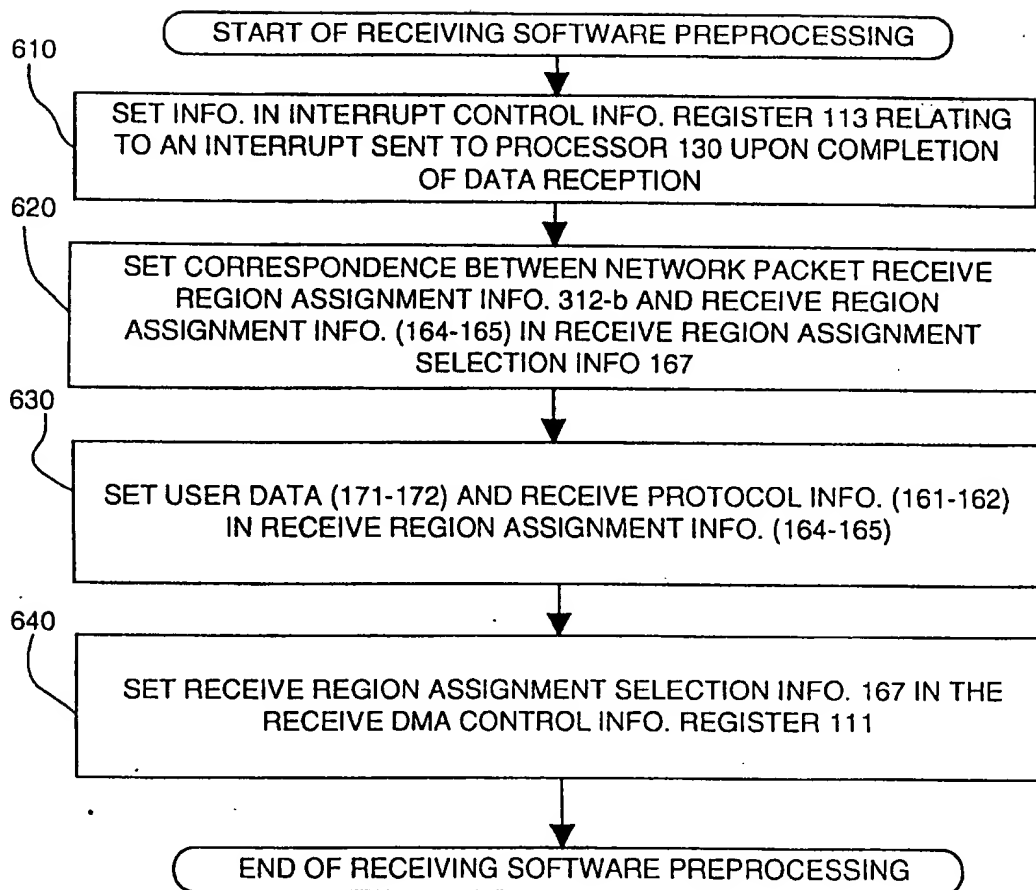 START OF RECEIVING SOFTWARE PREPROCESSING
610
SET INFO. IN INTERRUPT CONTROL INFO. REGISTER 113 RELATING
TO AN INTERRUPT SENT TO PROCESSOR 130 UPON COMPLETION
OF DATA RECEPTION
620
SET CORRESPONDENCE BETWEEN NETWORK PACKET RECEIVE
REGION ASSIGNMENT INFO. 312-b AND RECEIVE REGION
ASSIGNMENT INFO. (164-165) IN RECEIVE REGION ASSIGNMENT
SELECTION INFO 167
630
SET USER DATA (171-172) AND RECEIVE PROTOCOL INFO. (161-162)
IN RECEIVE REGION ASSIGNMENT INFO. (164-165)
640
SET RECEIVE REGION ASSIGNMENT SELECTION INFO. 167 IN THE
RECEIVE DMA CONTROL INFO. REGISTER 111
END OF RECEIVING SOFTWARE PREPROCESSING